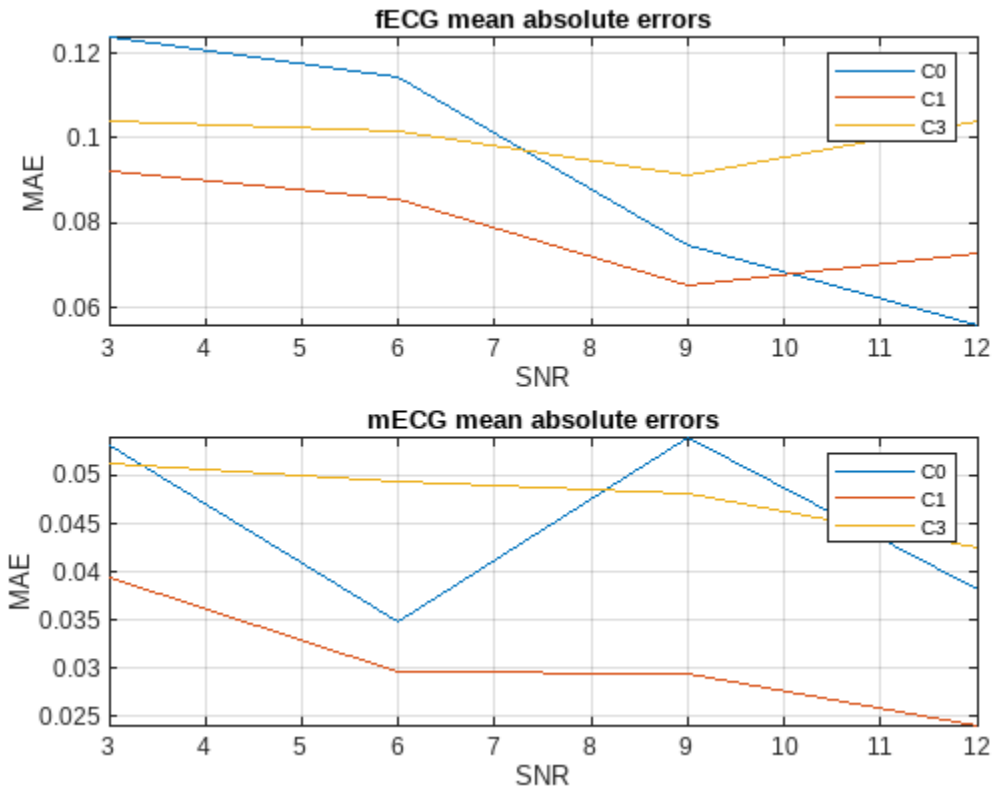 fECG mean absolute errors
0.12
0.1
0.08
0.06
MAE
C0
C1
C3
3 4 5 6 7 8 9 10 11 12
SNR
mECG mean absolute errors
0.05
0.045
0.04
0.035
0.03
0.025
MAE
C0
C1
C3
3 4 5 6 7 8 9 10 11 12
SNR